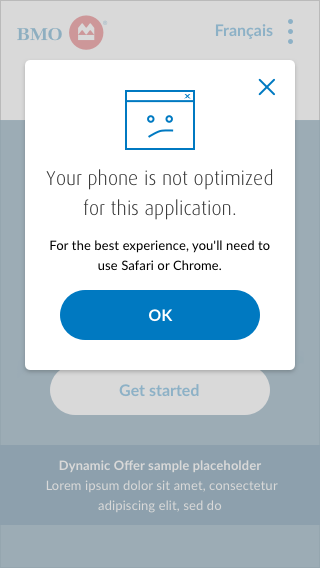 BMO
Français
Your phone is not optimized
for this application.
For the best experience, you'll need to
use Safari or Chrome.
OK
Get started
Dynamic Offer sample placeholder
Lorem ipsum dolor sit amet, consectetur
adipiscing elit, sed do